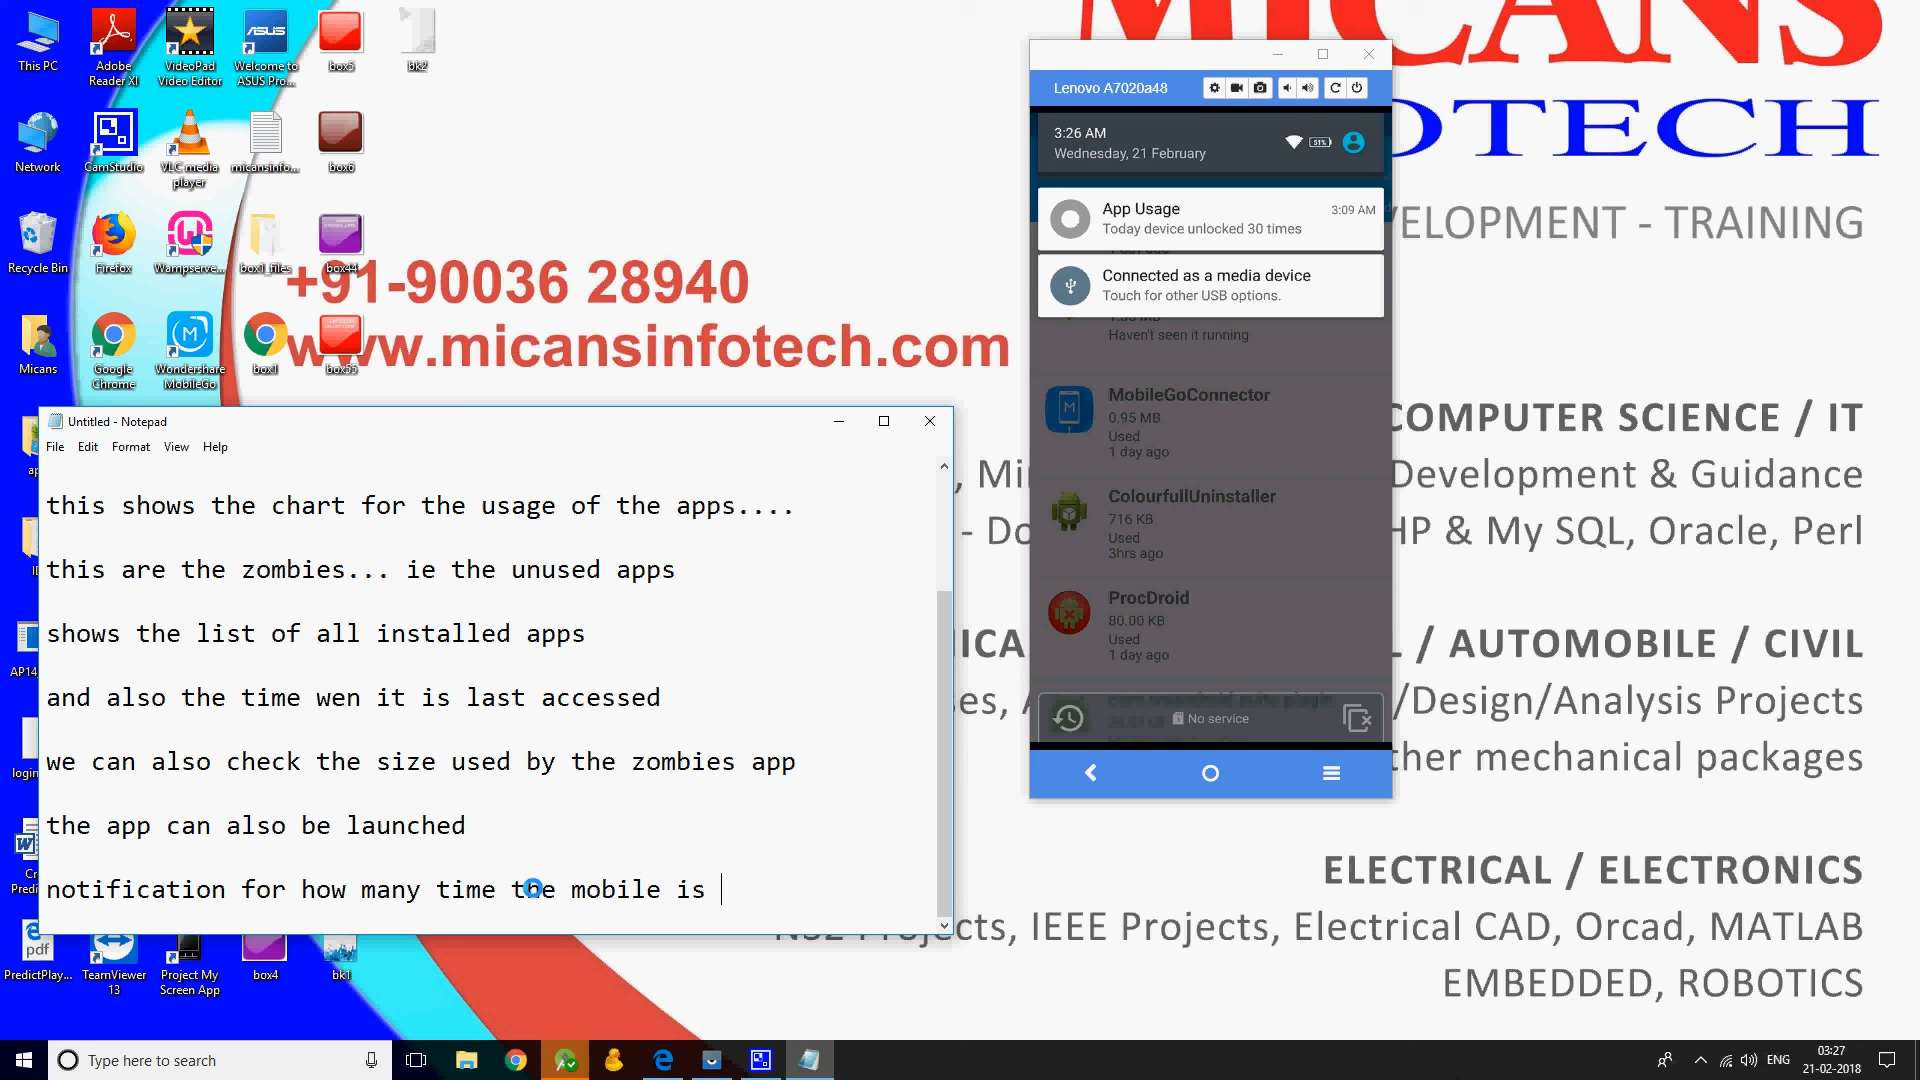 MICANS
OTECH
VELOPMENT - TRAINING
+91-90036 28940
www.micansinfotech.com
COMPUTER SCIENCE / IT
Development & Guidance
HP & My SQL, Oracle, Perl
L / AUTOMOBILE / CIVIL
/Design/Analysis Projects
ther mechanical packages
ELECTRICAL / ELECTRONICS
cts, IEEE Projects, Electrical CAD, Orcad, MATLAB
EMBEDDED, ROBOTICS
This PC
Adobe Reader XI
VideoPad Video Editor
Welcome to ASUS Pro...
box5
bk2
Network
CamStudio
VLC media player
micansinfo...
box6
Recycle Bin
Firefox
Wampserve...
box1_files
box44
Micans
Google Chrome
Wondershare MobileGo
box1
box55
Untitled - Notepad
File Edit Format View Help
this shows the chart for the usage of the apps....
this are the zombies... ie the unused apps
shows the list of all installed apps
and also the time wen it is last accessed
we can also check the size used by the zombies app
the app can also be launched
notification for how many time the mobile is
AP14
login
Cr
Predi
PredictPlay...
TeamViewer 13
Project My Screen App
box4
bk1
Lenovo A7020a48
3:26 AM
Wednesday, 21 February
51%
App Usage
3:09 AM
Today device unlocked 30 times
Connected as a media device
Touch for other USB options.
Haven't seen it running
MobileGoConnector
0.95 MB
Used
1 day ago
ColourfullUninstaller
716 KB
Used
3hrs ago
ProcDroid
80.00 KB
Used
1 day ago
No service
Type here to search
ENG
03:27
21-02-2018